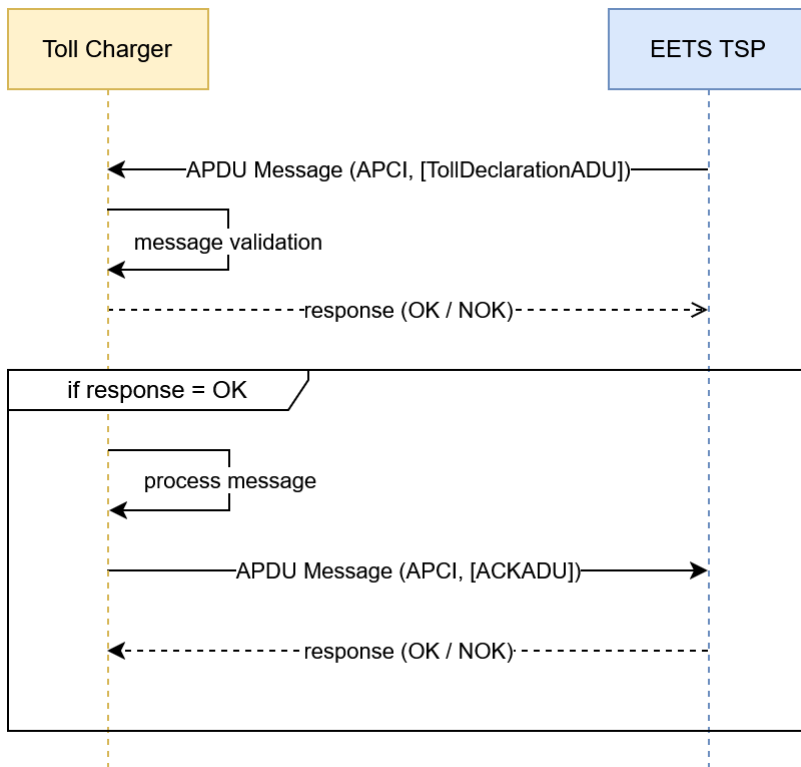 Toll Charger
EETS TSP
APDU Message (APCI, [TollDeclarationADU])
message validation
response (OK / NOK)
if response = OK
process message
APDU Message (APCI, [ACKADU])
response (OK / NOK)